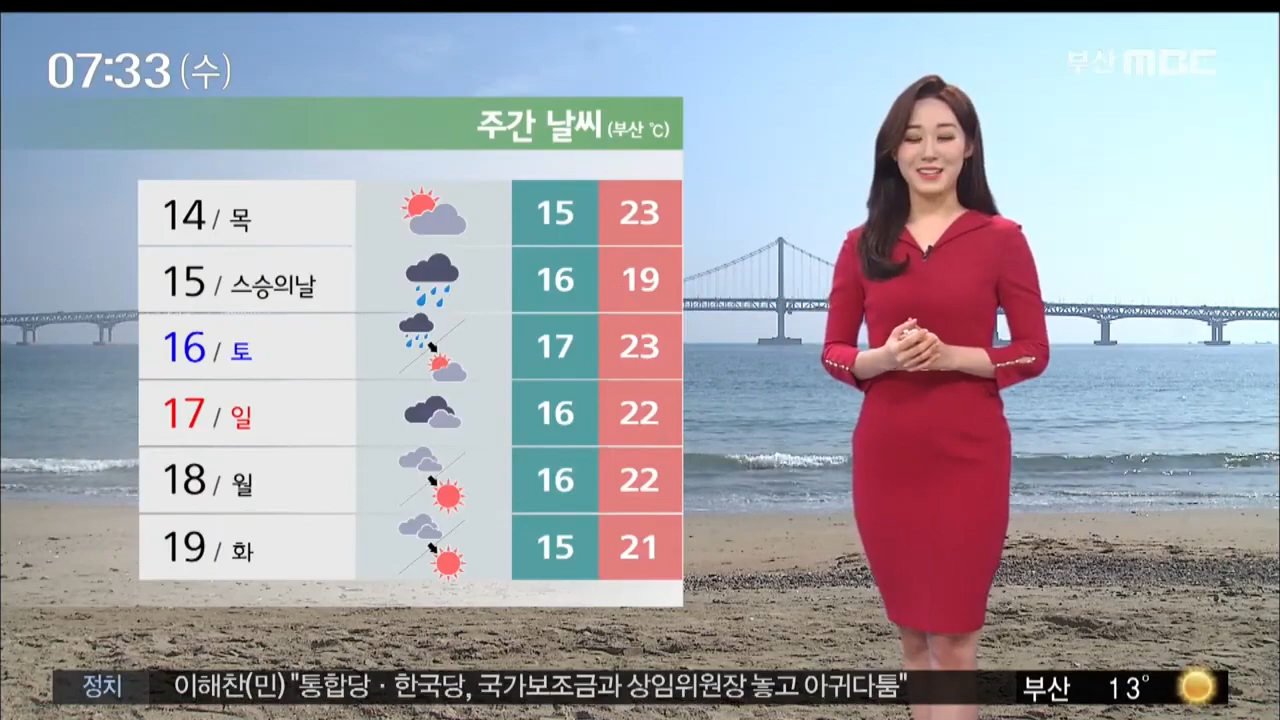 07:33 (수)
부산 MBC
주간 날씨 (부산 ℃)
14 / 목 15 23
15 / 스승의날 16 19
16 / 토 17 23
17 / 일 16 22
18 / 월 16 22
19 / 화 15 21
정치 이해찬(민) "통합당·한국당, 국가보조금과 상임위원장 놓고 아귀다툼"
부산 13°